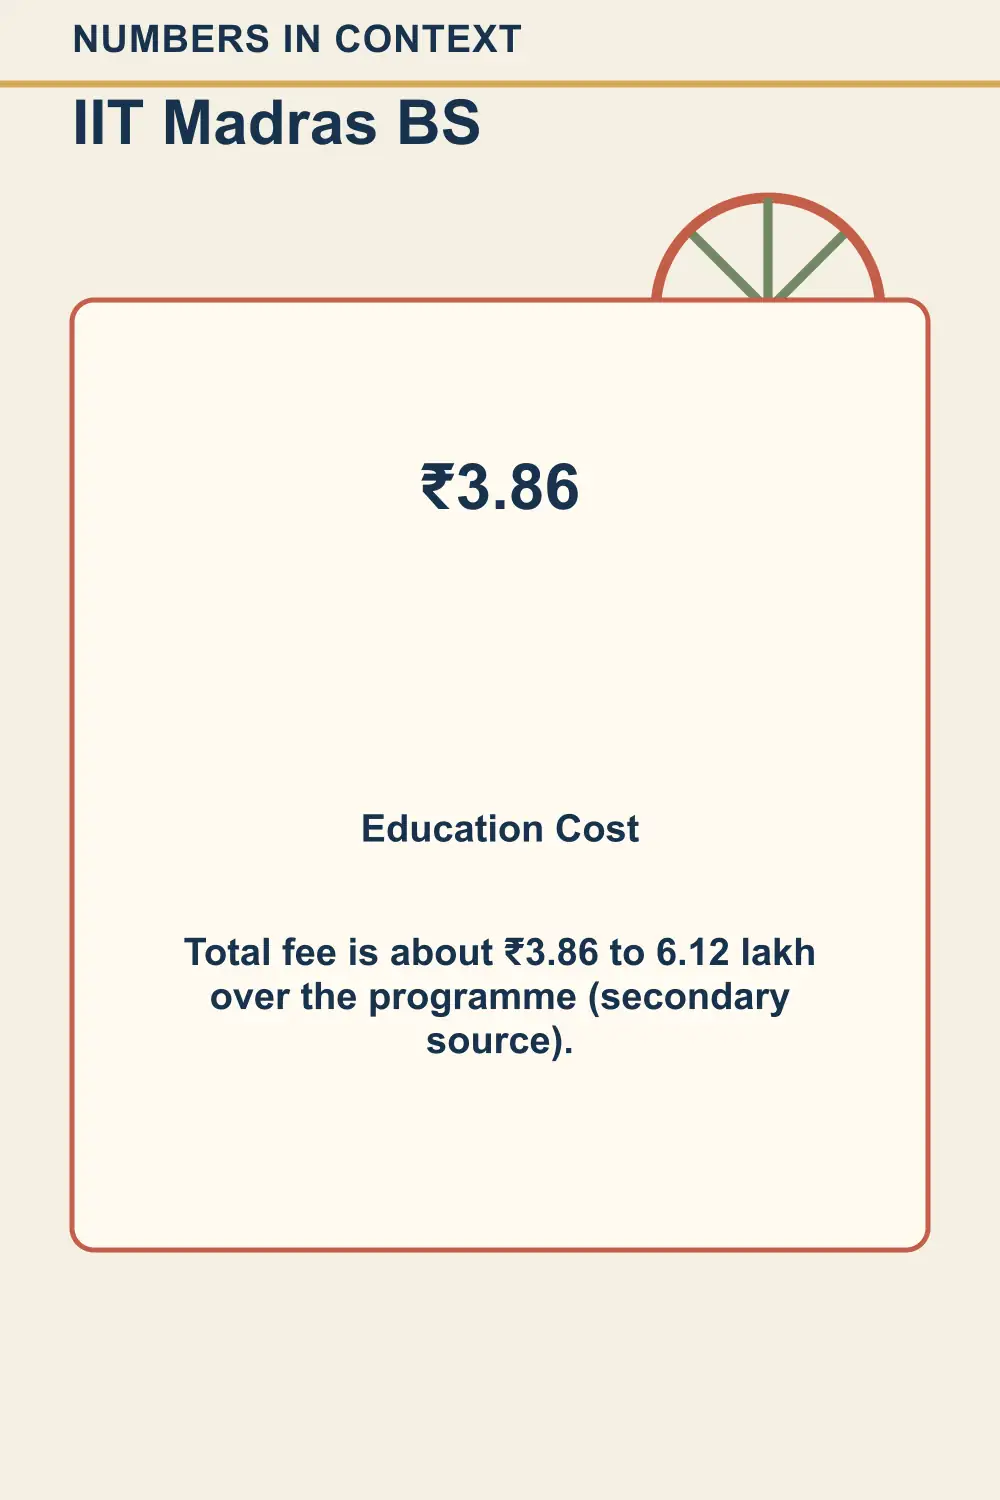 NUMBERS IN CONTEXT
IIT Madras BS
₹3.86
Education Cost
Total fee is about ₹3.86 to 6.12 lakh
over the programme (secondary
source).